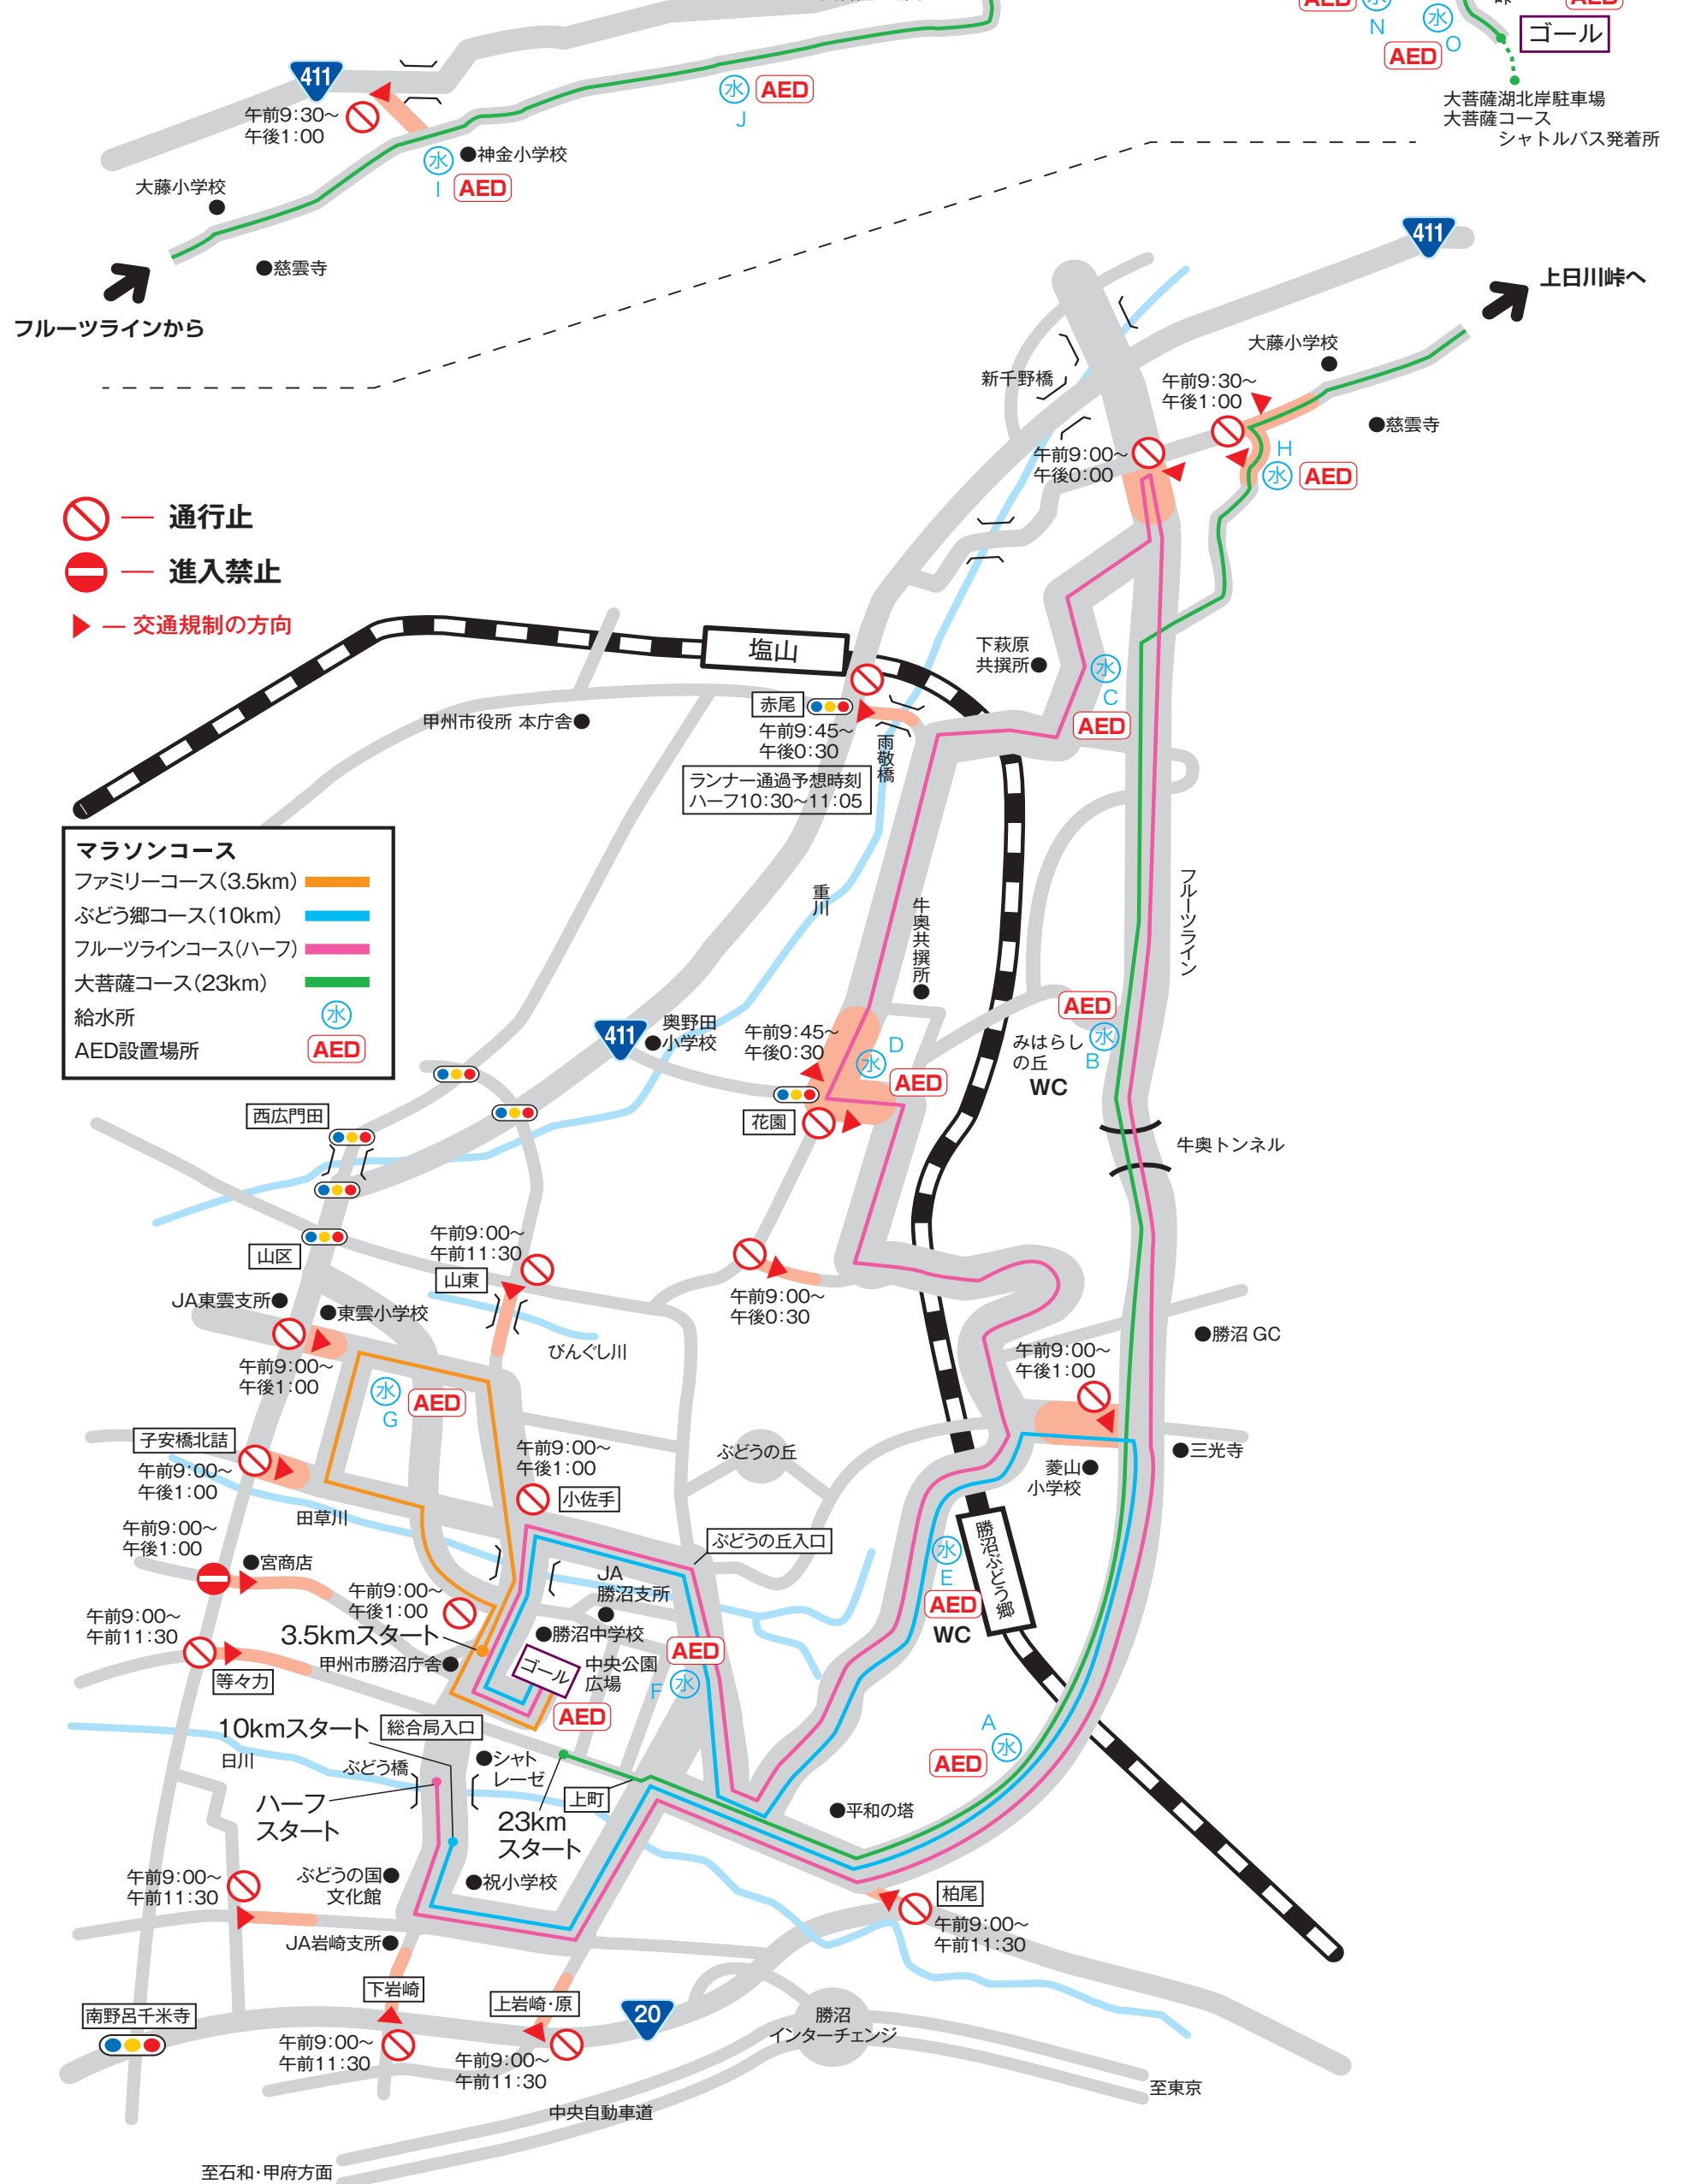 AED
水
N
水
O
AED
AED
ゴール
大菩薩湖北岸駐車場
大菩薩コース
シャトルバス発着所
411
午前9:30〜
午後1:00
水
AED
J
水
I
AED
神金小学校
大藤小学校
慈雲寺
フルーツラインから
411
上日川峠へ
大藤小学校
新千野橋
午前9:30〜
午後1:00
慈雲寺
午前9:00〜
午後0:00
H
水
AED
通行止
進入禁止
交通規制の方向
塩山
下萩原
共撰所
水
C
AED
赤尾
甲州市役所 本庁舎
午前9:45〜
午後0:30
雨敬橋
ランナー通過予想時刻
ハーフ10:30〜11:05
マラソンコース
ファミリーコース(3.5km)
ぶどう郷コース(10km)
フルーツラインコース(ハーフ)
大菩薩コース(23km)
給水所
水
AED設置場所
AED
重川
牛奥共撰所
フルーツライン
411
奥野田
小学校
午前9:45〜
午後0:30
D
水
AED
AED
みはらし
の丘
水
B
WC
花園
西広門田
牛奥トンネル
山区
午前9:00〜
午前11:30
山東
JA東雲支所
東雲小学校
午前9:00〜
午後0:30
びんぐし川
勝沼 GC
午前9:00〜
午後1:00
午前9:00〜
午後1:00
水
G
AED
子安橋北詰
午前9:00〜
午後1:00
午前9:00〜
午後1:00
小佐手
ぶどうの丘
三光寺
菱山
小学校
田草川
午前9:00〜
午後1:00
宮商店
ぶどうの丘入口
勝沼ぶどう郷
水
E
AED
WC
JA
勝沼支所
午前9:00〜
午後1:00
午前9:00〜
午前11:30
3.5kmスタート
勝沼中学校
甲州市勝沼庁舎
ゴール
中央公園
広場
AED
F
水
等々力
AED
10kmスタート
総合局入口
日川
ぶどう橋
シャト
レーゼ
A
水
AED
ハーフ
スタート
上町
23km
スタート
平和の塔
午前9:00〜
午前11:30
ぶどうの国
文化館
祝小学校
柏尾
午前9:00〜
午前11:30
JA岩崎支所
下岩崎
上岩崎・原
20
南野呂千米寺
勝沼
インターチェンジ
午前9:00〜
午前11:30
午前9:00〜
午前11:30
至東京
中央自動車道
至石和・甲府方面